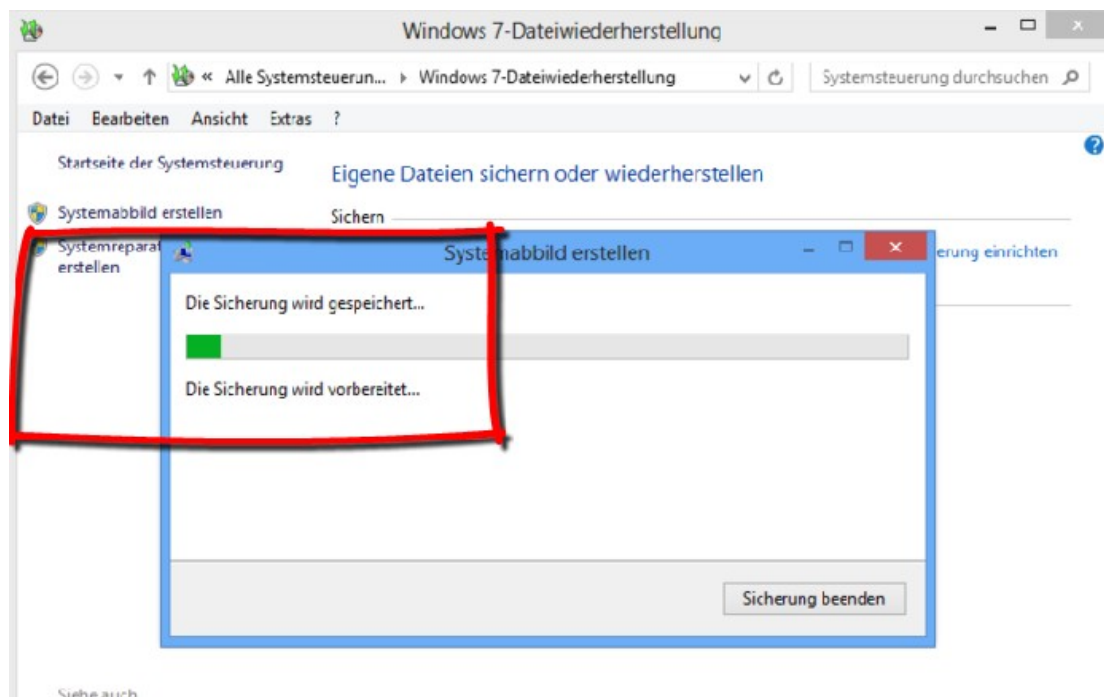 Windows 7-Dateiwiederherstellung
« Alle Systemsteuerun... Windows 7-Dateiwiederherstellung Systemsteuerung durchsuchen
Datei Bearbeiten Ansicht Extras ?
Startseite der Systemsteuerung
Systemabbild erstellen
Systemreparat
erstellen
Eigene Dateien sichern oder wiederherstellen
Sichern
erung einrichten
Systemabbild erstellen
Die Sicherung wird gespeichert...
Die Sicherung wird vorbereitet...
Sicherung beenden
Siehe auch